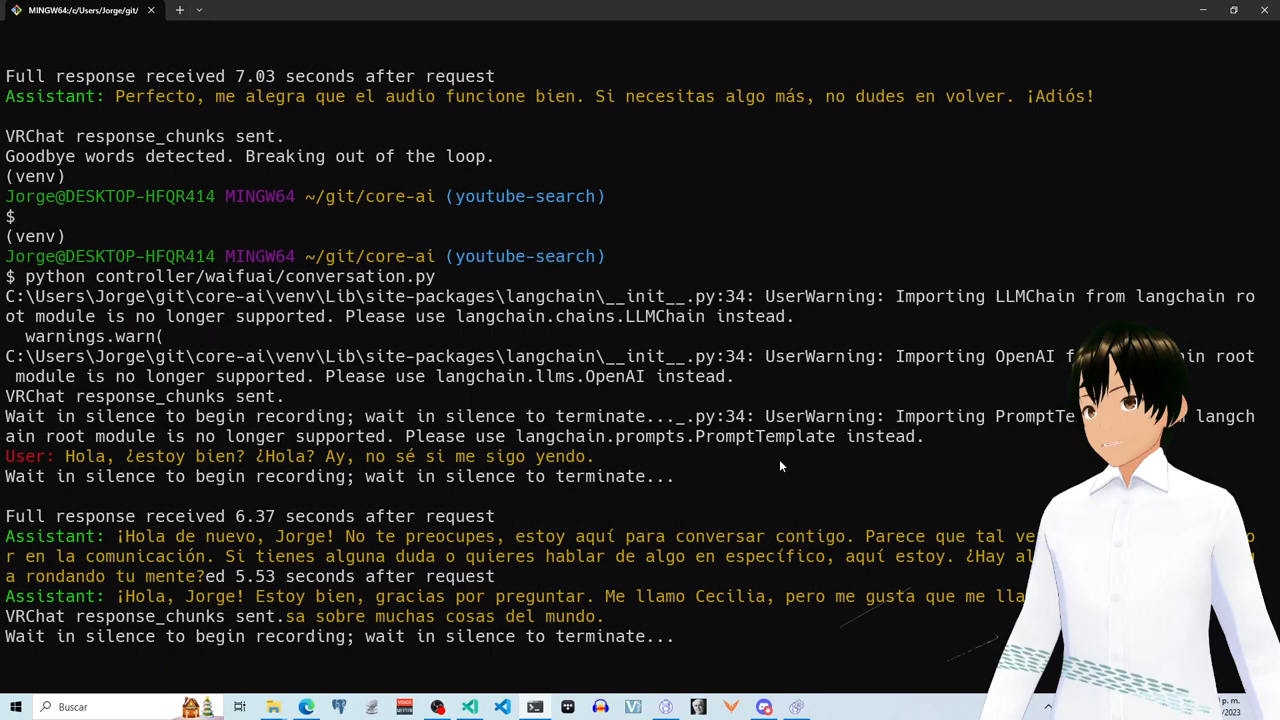 MINGW64:/c/Users/Jorge/git/
Full response received 7.03 seconds after request
Assistant: Perfecto, me alegra que el audio funcione bien. Si necesitas algo más, no dudes en volver. ¡Adiós!
VRChat response_chunks sent.
Goodbye words detected. Breaking out of the loop.
(venv)
Jorge@DESKTOP-HFQR414 MINGW64 ~/git/core-ai (youtube-search)
$
(venv)
Jorge@DESKTOP-HFQR414 MINGW64 ~/git/core-ai (youtube-search)
$ python controller/waifuai/conversation.py
C:\Users\Jorge\git\core-ai\venv\Lib\site-packages\langchain\__init__.py:34: UserWarning: Importing LLMChain from langchain ro
ot module is no longer supported. Please use langchain.chains.LLMChain instead.
warnings.warn(
C:\Users\Jorge\git\core-ai\venv\Lib\site-packages\langchain\__init__.py:34: UserWarning: Importing OpenAI root
module is no longer supported. Please use langchain.llms.OpenAI instead.
VRChat response_chunks sent.
Wait in silence to begin recording; wait in silence to terminate..._.py:34: UserWarning: Importing langch
ain root module is no longer supported. Please use langchain.prompts.PromptTemplate instead.
User: Hola, ¿estoy bien? ¿Hola? Ay, no sé si me sigo yendo.
Wait in silence to begin recording; wait in silence to terminate...
Full response received 6.37 seconds after request
Assistant: ¡Hola de nuevo, Jorge! No te preocupes, estoy aquí para conversar contigo. Parece que tal
r en la comunicación. Si tienes alguna duda o quieres hablar de algo en específico, aquí estoy. ¿Hay
a rondando tu mente?ed 5.53 seconds after request
Assistant: ¡Hola, Jorge! Estoy bien, gracias por preguntar. Me llamo Cecilia, pero me gusta que me
VRChat response_chunks sent.sa sobre muchas cosas del mundo.
Wait in silence to begin recording; wait in silence to terminate...
Buscar
p. m.
/2023